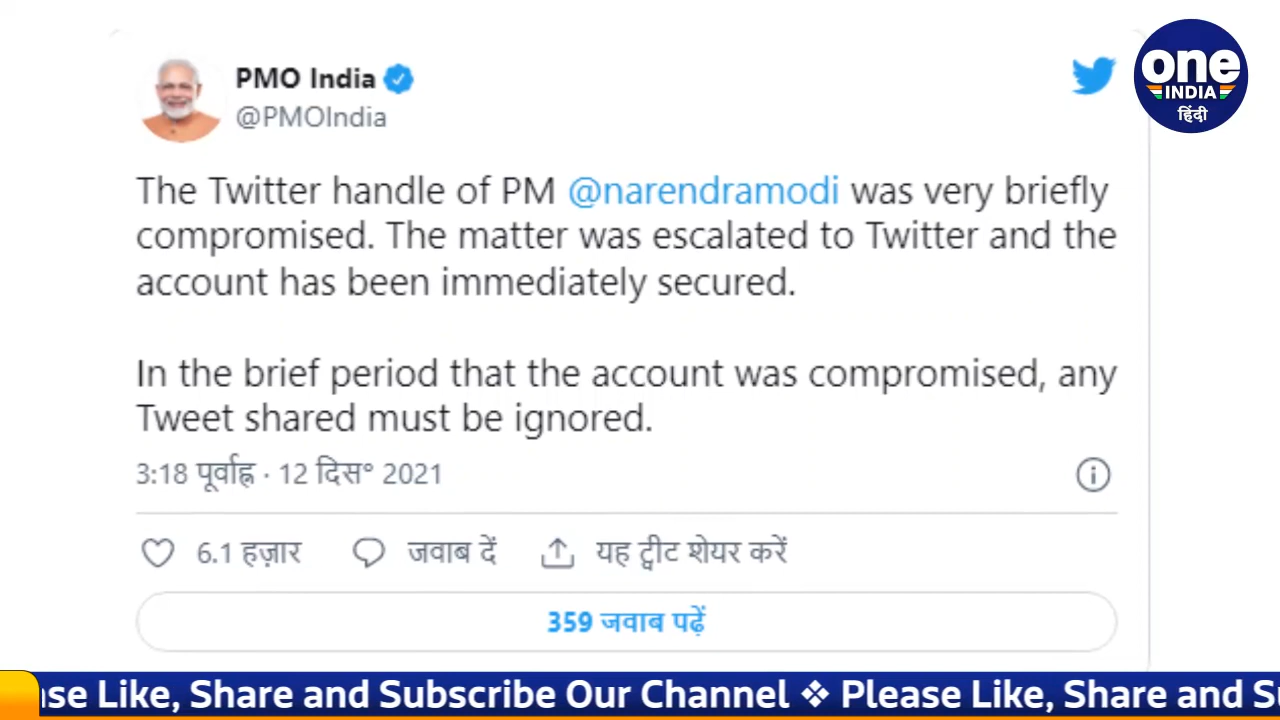 PMO India
@PMOIndia
one
INDIA
हिंदी
The Twitter handle of PM @narendramodi was very briefly
compromised. The matter was escalated to Twitter and the
account has been immediately secured.
In the brief period that the account was compromised, any
Tweet shared must be ignored.
3:18 पूर्वाह्न · 12 दिस॰ 2021
6.1 हज़ार जवाब दें यह ट्वीट शेयर करें
359 जवाब पढ़ें
se Like, Share and Subscribe Our Channel ❖ Please Like, Share and S